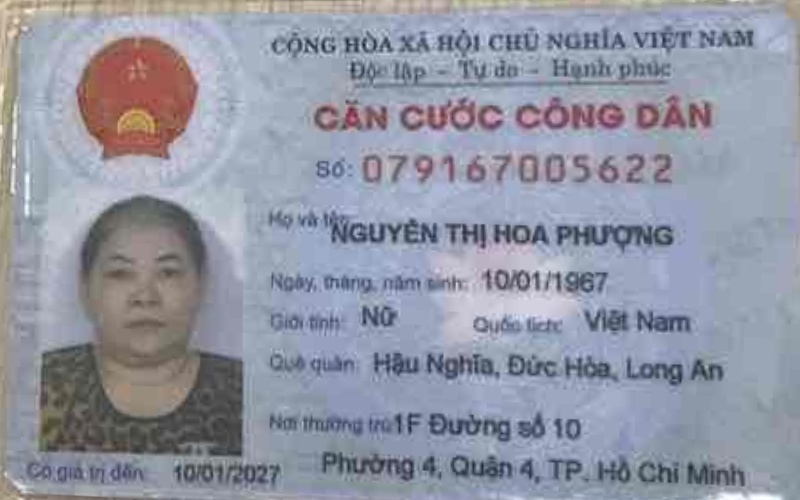 CỘNG HÒA XÃ HỘI CHỦ NGHĨA VIỆT NAM
Độc lập - Tự do - Hạnh phúc
CĂN CƯỚC CÔNG DÂN
Số: 079167005622
Họ và tên: NGUYỄN THỊ HOA PHƯỢNG
Ngày, tháng, năm sinh: 10/01/1967
Giới tính: Nữ Quốc tịch: Việt Nam
Quê quán: Hậu Nghĩa, Đức Hòa, Long An
Nơi thường trú: 1F Đường số 10
Phường 4, Quận 4, TP. Hồ Chí Minh
Có giá trị đến: 10/01/2027